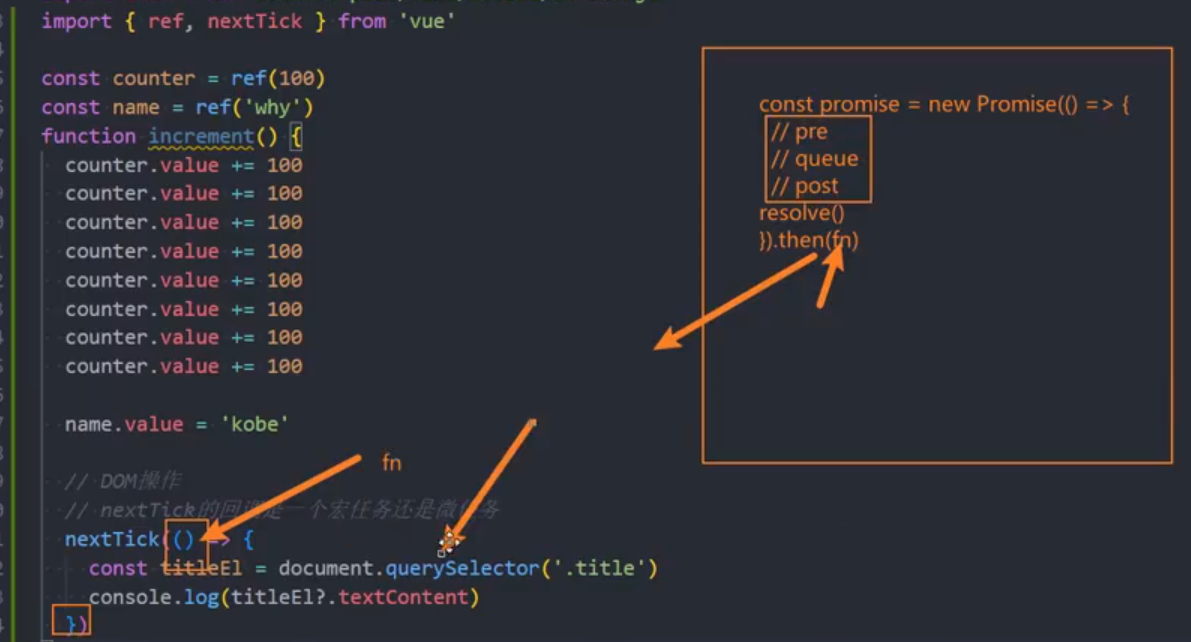 import { ref, nextTick } from 'vue'
const counter = ref(100)
const name = ref('why')
function increment() {
counter.value += 100
counter.value += 100
counter.value += 100
counter.value += 100
counter.value += 100
counter.value += 100
counter.value += 100
counter.value += 100
name.value = 'kobe'
// DOM操作
// nextTick的回调是一个宏任务还是微任务
nextTick(() => {
const titleEl = document.querySelector('.title')
console.log(titleEl?.textContent)
})
fn
const promise = new Promise(() => {
// pre
// queue
// post
resolve()
}).then(fn)